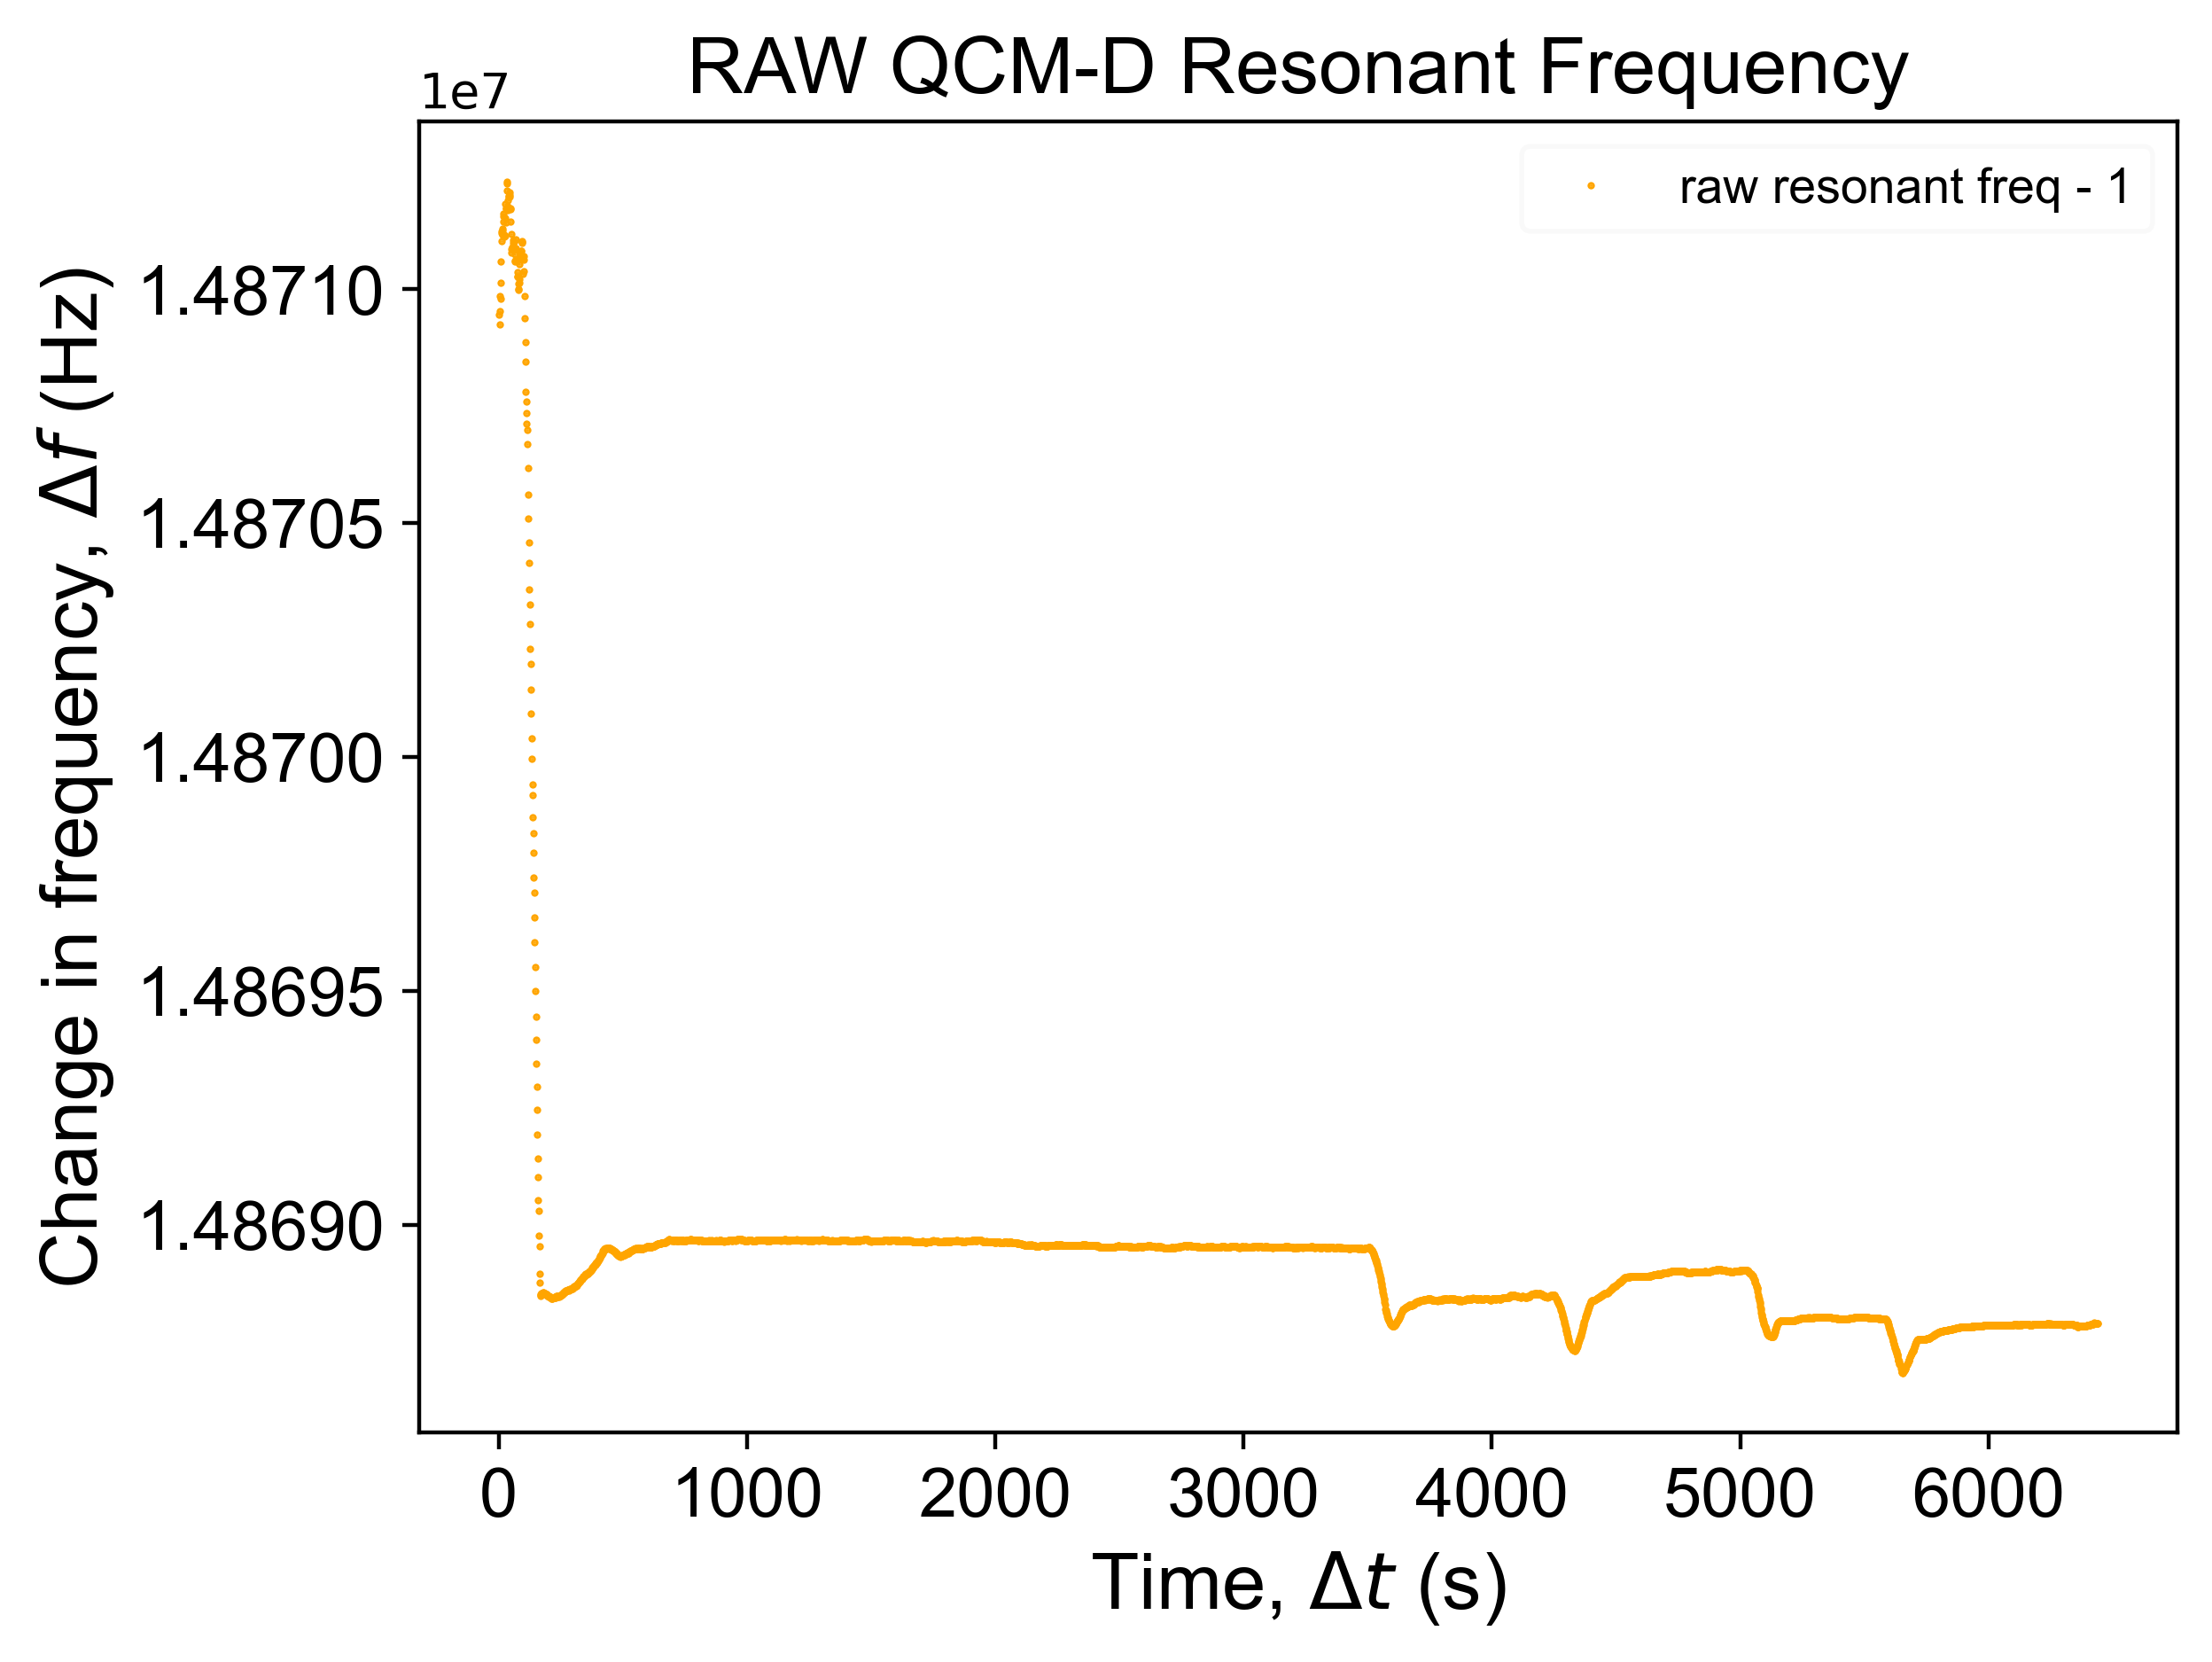 RAW QCM-D Resonant Frequency
1e7
raw resonant freq - 1
Change in frequency, Δf (Hz)
1.48710
1.48705
1.48700
1.48695
1.48690
0 1000 2000 3000 4000 5000 6000
Time, Δt (s)